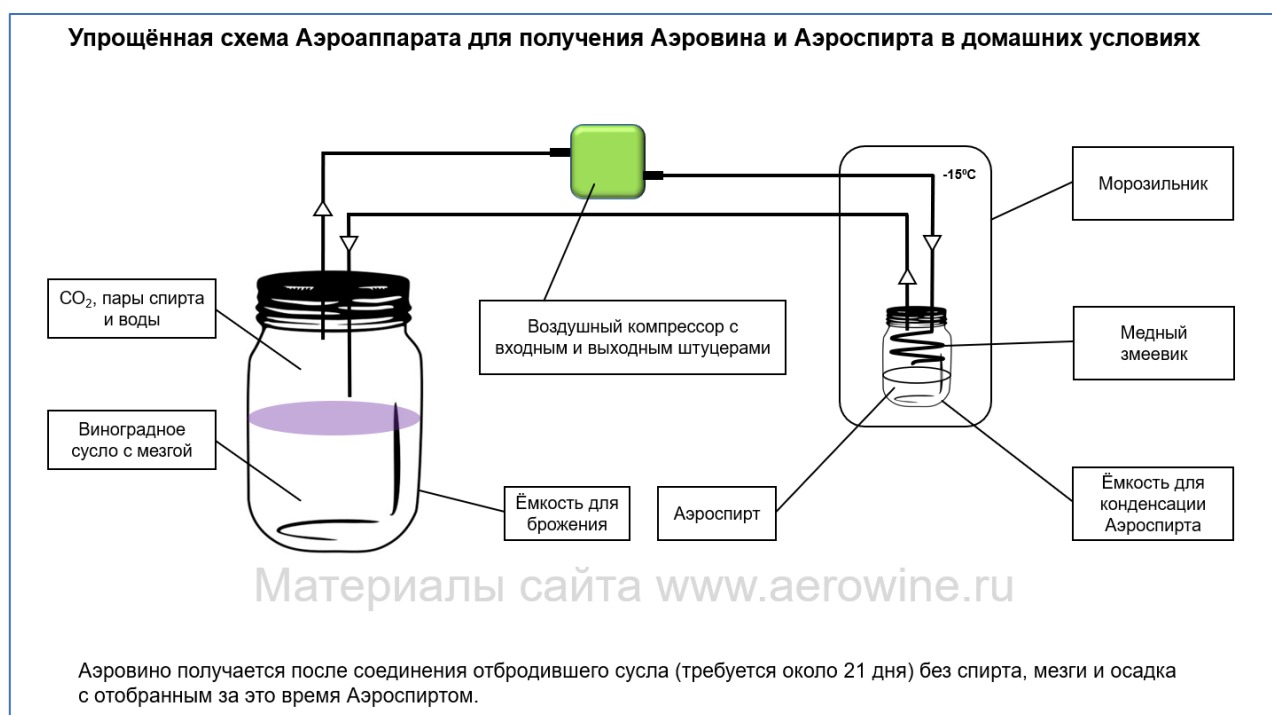 Упрощённая схема Аэроаппарата для получения Аэровина и Аэроспирта в домашних условиях
-15ºC
Морозильник
CO₂, пары спирта
и воды
Воздушный компрессор с
входным и выходным штуцерами
Медный
змеевик
Виноградное
сусло с мезгой
Ёмкость для
брожения
Аэроспирт
Ёмкость для
конденсации
Аэроспирта
Материалы сайта www.aerowine.ru
Аэровино получается после соединения отбродившего сусла (требуется около 21 дня) без спирта, мезги и осадка
с отобранным за это время Аэроспиртом.